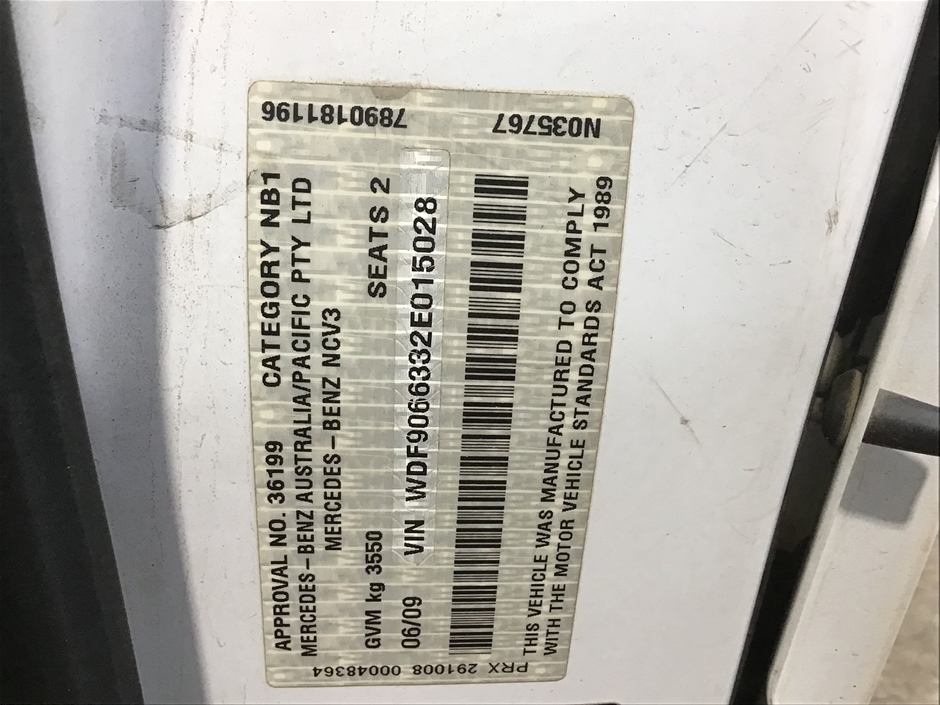 APPROVAL NO. 36199 CATEGORY NB1
MERCEDES-BENZ AUSTRALIA/PACIFIC PTY LTD
MERCEDES-BENZ NCV3
GVM kg 3550 SEATS 2
06/09 VIN WDF9066332E015028
THIS VEHICLE WAS MANUFACTURED TO COMPLY
WITH THE MOTOR VEHICLE STANDARDS ACT 1989
PRX 291008 00048364
7890181196
N035767